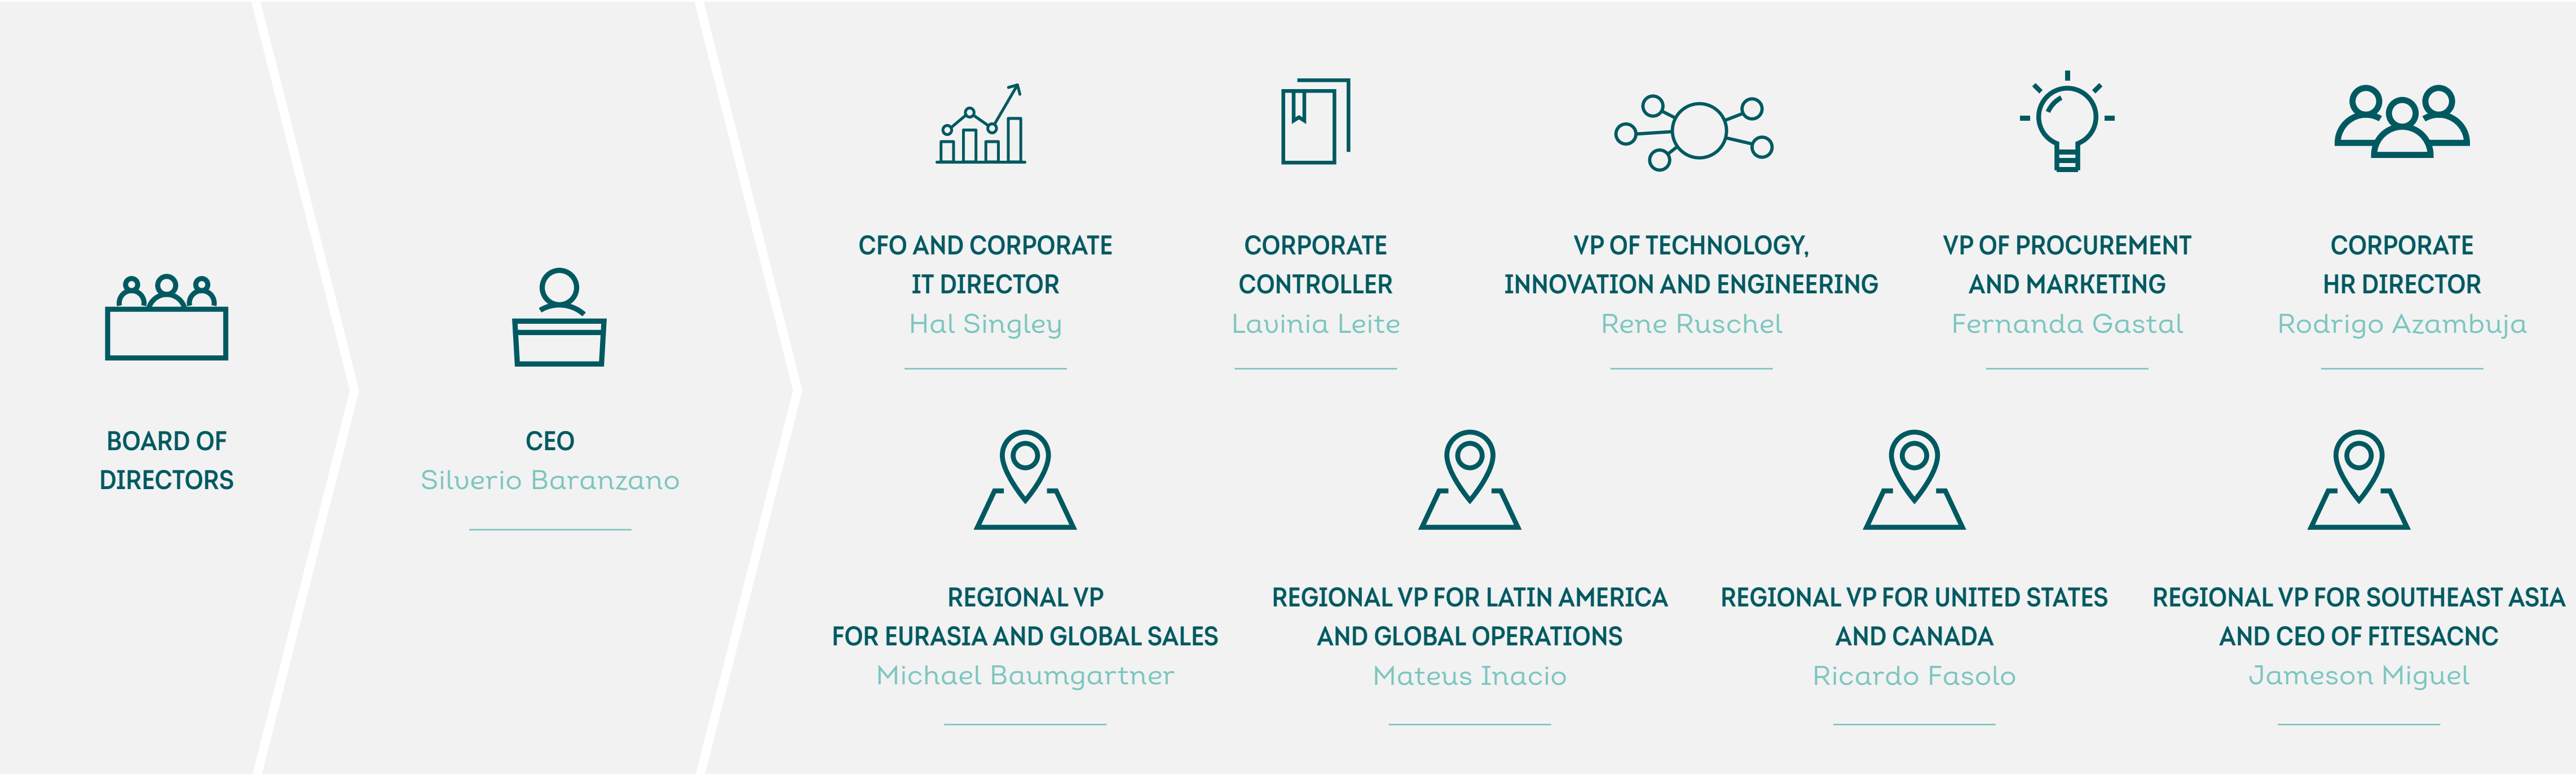 BOARD OF
DIRECTORS
CEO
Silverio Baranzano
CFO AND CORPORATE
IT DIRECTOR
Hal Singley
CORPORATE
CONTROLLER
Lavinia Leite
VP OF TECHNOLOGY,
INNOVATION AND ENGINEERING
Rene Ruschel
VP OF PROCUREMENT
AND MARKETING
Fernanda Gastal
CORPORATE
HR DIRECTOR
Rodrigo Azambuja
REGIONAL VP
FOR EURASIA AND GLOBAL SALES
Michael Baumgartner
REGIONAL VP FOR LATIN AMERICA
AND GLOBAL OPERATIONS
Mateus Inacio
REGIONAL VP FOR UNITED STATES
AND CANADA
Ricardo Fasolo
REGIONAL VP FOR SOUTHEAST ASIA
AND CEO OF FITESACNC
Jameson Miguel